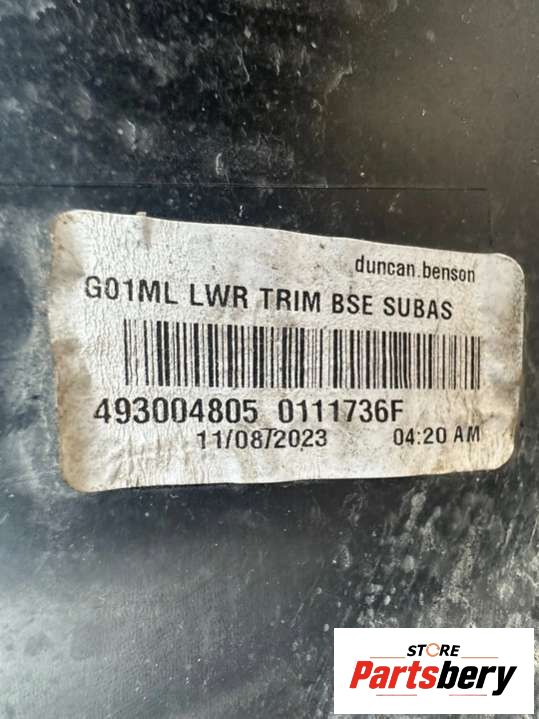 duncan.benson
G01ML LWR TRIM BSE SUBAS
493004805 0111736F
11/08/2023 04:20 AM
STORE
Partsbery